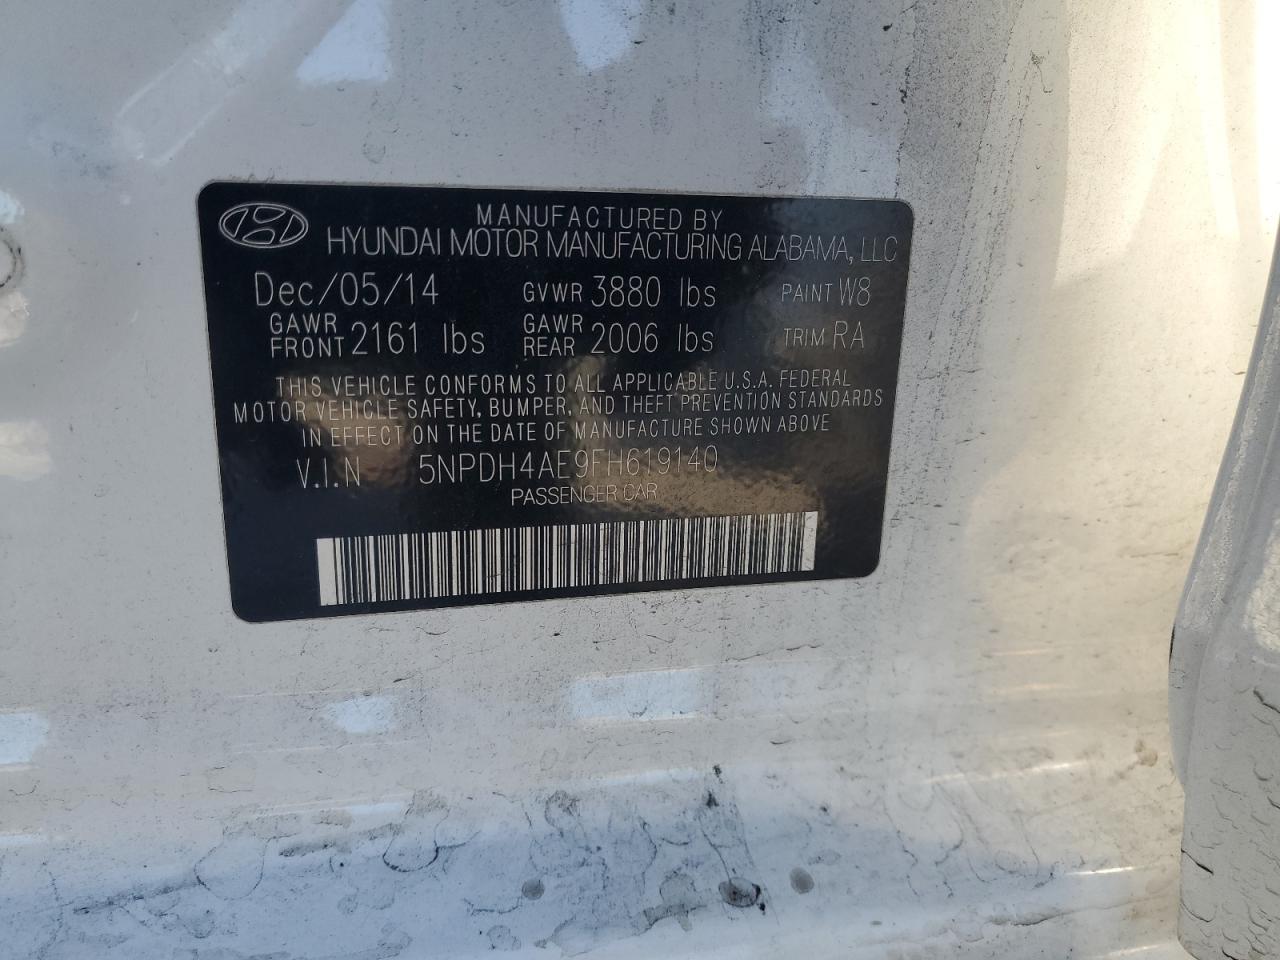 MANUFACTURED BY
HYUNDAI MOTOR MANUFACTURING ALABAMA, LLC
Dec/05/14 GVWR 3880 lbs PAINT W8
GAWR FRONT 2161 lbs GAWR REAR 2006 lbs TRIM RA
THIS VEHICLE CONFORMS TO ALL APPLICABLE U.S.A. FEDERAL
MOTOR VEHICLE SAFETY, BUMPER, AND THEFT PREVENTION STANDARDS
IN EFFECT ON THE DATE OF MANUFACTURE SHOWN ABOVE
V.I.N 5NPDH4AE9FH619140
PASSENGER CAR